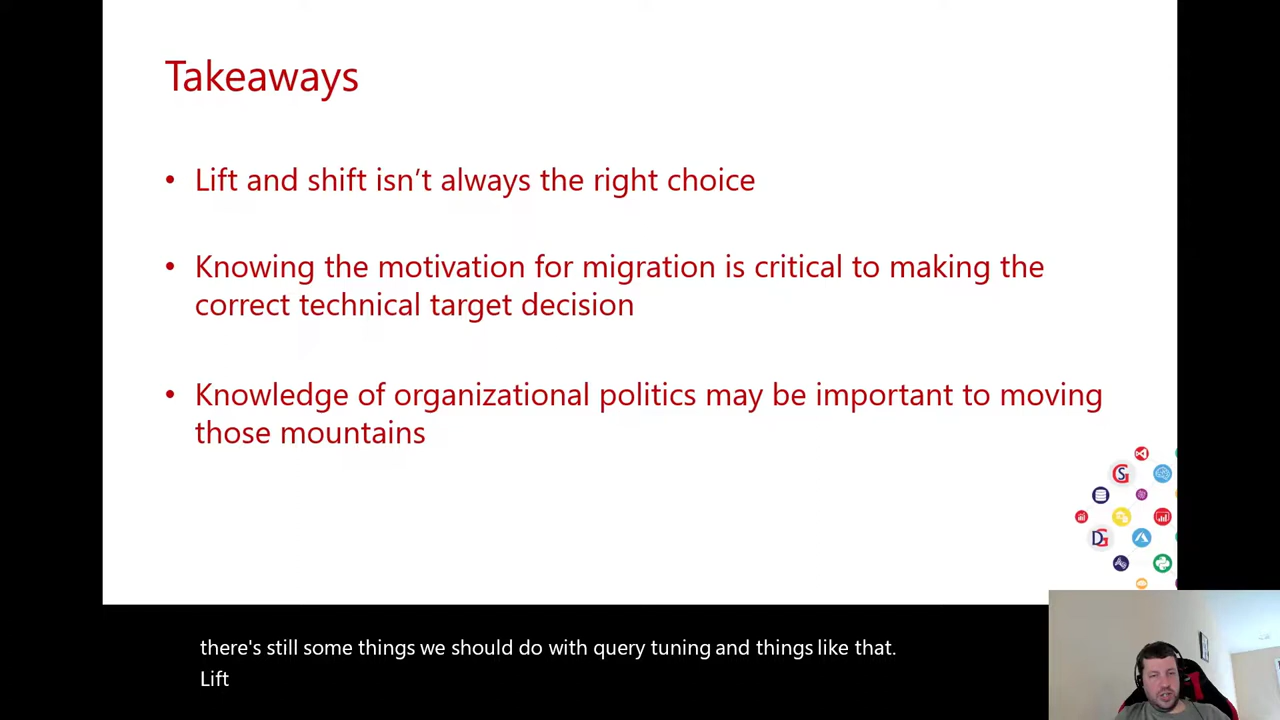 Takeaways
• Lift and shift isn’t always the right choice
• Knowing the motivation for migration is critical to making the
correct technical target decision
• Knowledge of organizational politics may be important to moving
those mountains
GS
DG
there's still some things we should do with query tuning and things like that.
Lift